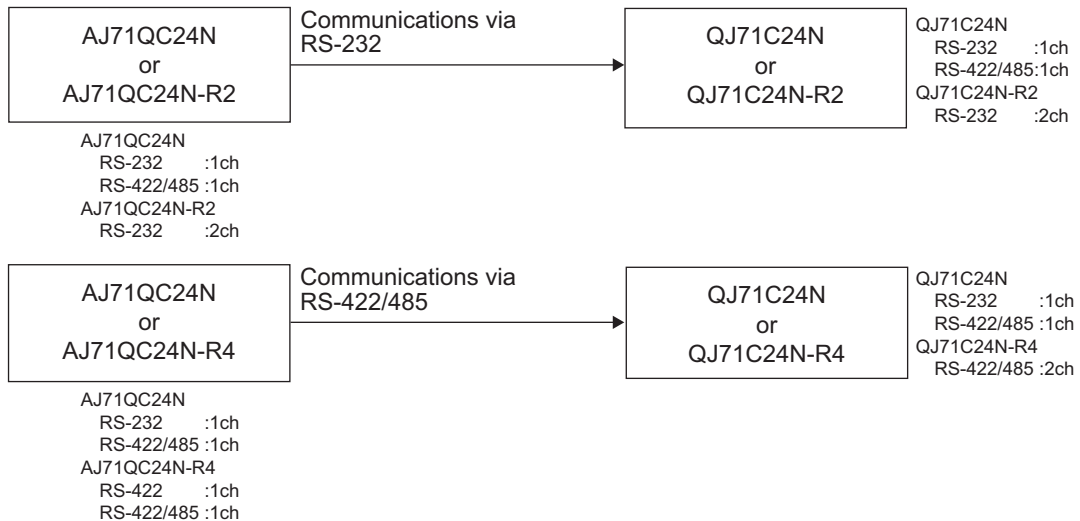 AJ71QC24N
or
AJ71QC24N-R2
Communications via
RS-232
QJ71C24N
or
QJ71C24N-R2
QJ71C24N
RS-232 :1ch
RS-422/485:1ch
QJ71C24N-R2
RS-232 :2ch
AJ71QC24N
RS-232 :1ch
RS-422/485 :1ch
AJ71QC24N-R2
RS-232 :2ch
AJ71QC24N
or
AJ71QC24N-R4
Communications via
RS-422/485
QJ71C24N
or
QJ71C24N-R4
QJ71C24N
RS-232 :1ch
RS-422/485 :1ch
QJ71C24N-R4
RS-422/485 :2ch
AJ71QC24N
RS-232 :1ch
RS-422/485 :1ch
AJ71QC24N-R4
RS-422 :1ch
RS-422/485 :1ch